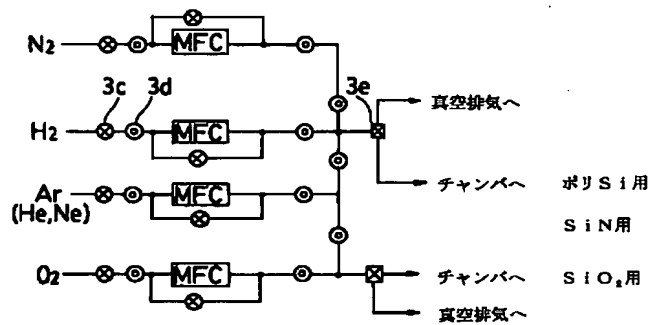 N2
MFC
3c
3d
3e
真空排気へ
H2
MFC
チャンバへ ポリSi用
Ar
MFC
(He,Ne)
SiN用
O2
MFC
チャンバへ SiO₂用
真空排気へ